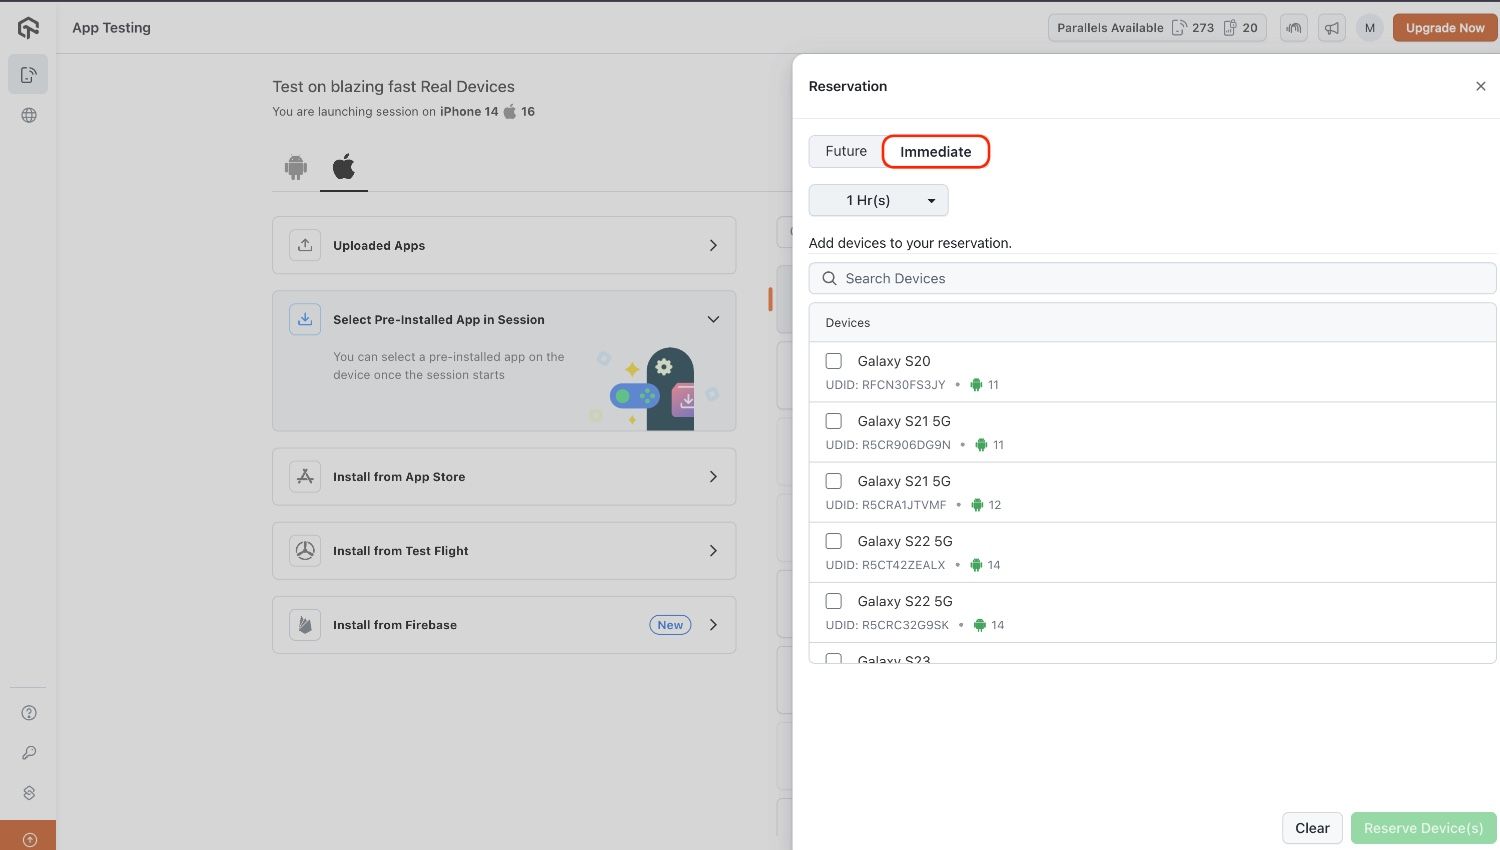 App Testing
Parallels Available 273 20
M
Upgrade Now
Test on blazing fast Real Devices
You are launching session on iPhone 14 16
Uploaded Apps
Select Pre-Installed App in Session
You can select a pre-installed app on the
device once the session starts
Install from App Store
Install from Test Flight
Install from Firebase
New
Reservation
Future
Immediate
1 Hr(s)
Add devices to your reservation.
Search Devices
Devices
Galaxy S20
UDID: RFCN30FS3JY • 11
Galaxy S21 5G
UDID: R5CR906DG9N • 11
Galaxy S21 5G
UDID: R5CRA1JTVMF • 12
Galaxy S22 5G
UDID: R5CT42ZEALX • 14
Galaxy S22 5G
UDID: R5CRC32G9SK • 14
Galaxy S23
Clear
Reserve Device(s)